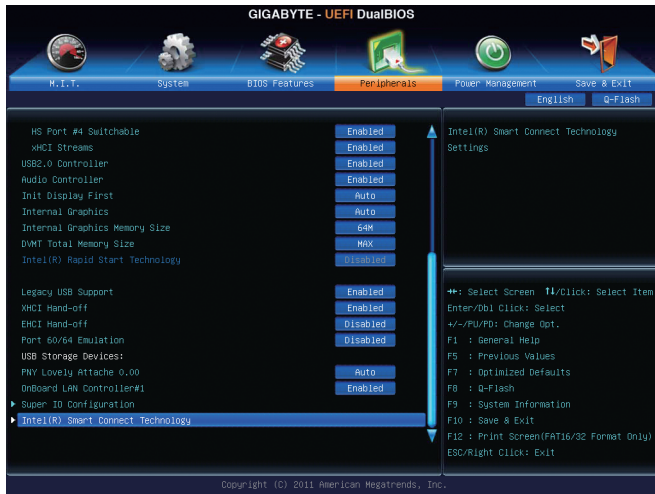 GIGABYTE - UEFI DualBIOS
M.I.T. System BIOS Features Peripherals Power Management Save & Exit
English Q-Flash
HS Port #4 Switchable Enabled
xHCI Streams Enabled
USB2.0 Controller Enabled
Audio Controller Enabled
Init Display First Auto
Internal Graphics Auto
Internal Graphics Memory Size 64M
DVMT Total Memory Size MAX
Intel(R) Rapid Start Technology Disabled
Legacy USB Support Enabled
XHCI Hand-off Enabled
EHCI Hand-off Disabled
Port 60/64 Emulation Disabled
USB Storage Devices:
PNY Lovely Attache 0.00 Auto
OnBoard LAN Controller#1 Enabled
Super IO Configuration
Intel(R) Smart Connect Technology
Intel(R) Smart Connect Technology
Settings
→←: Select Screen ↑↓/Click: Select Item
Enter/Dbl Click: Select
+/-/PU/PD: Change Opt.
F1 : General Help
F5 : Previous Values
F7 : Optimized Defaults
F8 : Q-Flash
F9 : System Information
F10 : Save & Exit
F12 : Print Screen(FAT16/32 Format Only)
ESC/Right Click: Exit
Copyright (C) 2011 American Megatrends, Inc.